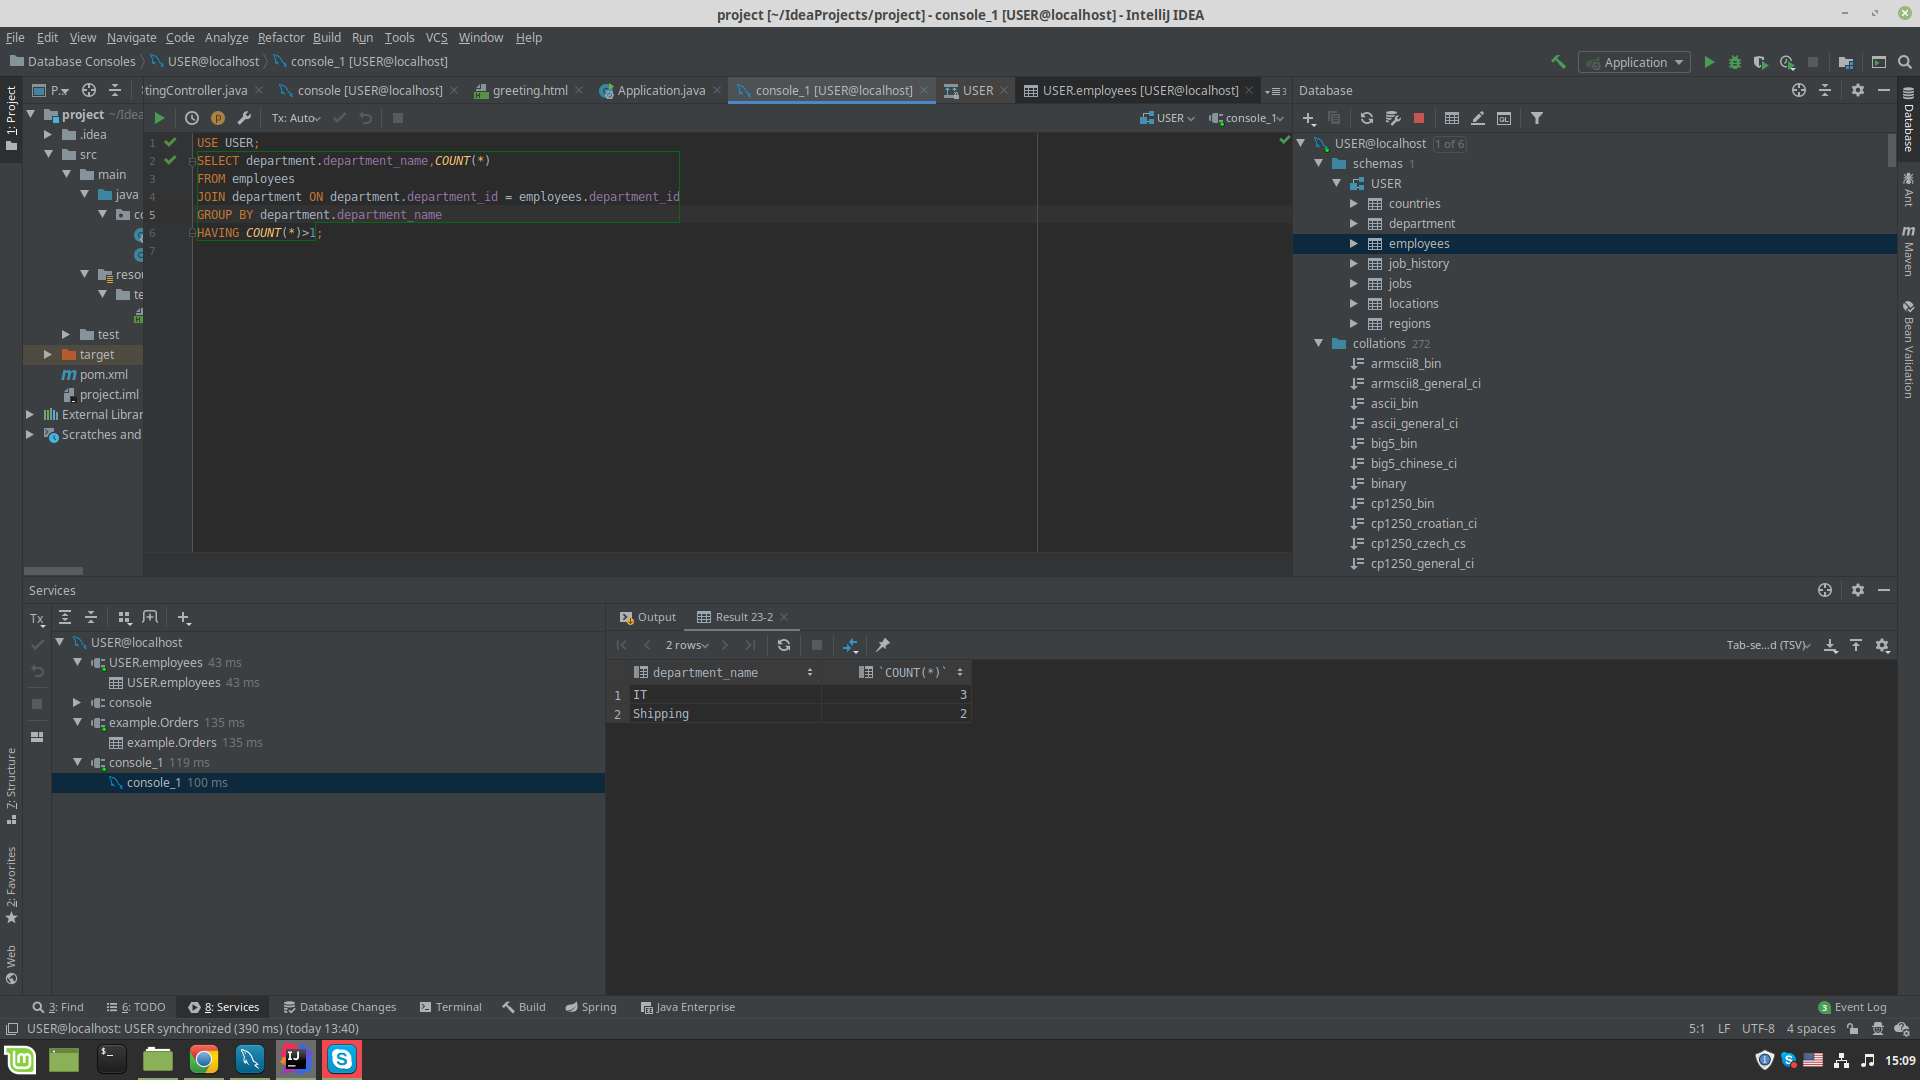 project [~/IdeaProjects/project] - console_1 [USER@localhost] - IntelliJ IDEA
File Edit View Navigate Code Analyze Refactor Build Run Tools VCS Window Help
Database Consoles USER@localhost console_1 [USER@localhost]
Application
1: Project
P..
tingController.java console [USER@localhost] greeting.html Application.java console_1 [USER@localhost] USER USER.employees [USER@localhost] 3
Tx: Auto USER console_1
project ~/Idea
.idea
src
main
java
co
resou
te
test
target
pom.xml
project.iml
External Librar
Scratches and
1 USE USER;
2 SELECT department.department_name,COUNT(*)
3 FROM employees
4 JOIN department ON department.department_id = employees.department_id
5 GROUP BY department.department_name
6 HAVING COUNT(*)>1;
7
Database
USER@localhost 1 of 6
schemas 1
USER
countries
department
employees
job_history
jobs
locations
regions
collations 272
armscii8_bin
armscii8_general_ci
ascii_bin
ascii_general_ci
big5_bin
big5_chinese_ci
binary
cp1250_bin
cp1250_croatian_ci
cp1250_czech_cs
cp1250_general_ci
Database
Ant
Maven
Bean Validation
Services
Tx
USER@localhost
USER.employees 43 ms
USER.employees 43 ms
console
example.Orders 135 ms
example.Orders 135 ms
console_1 119 ms
console_1 100 ms
Output Result 23-2
2 rows Tab-se...d (TSV)
department_name `COUNT(*)`
1 IT 3
2 Shipping 2
7: Structure
2: Favorites
Web
3: Find 6: TODO 8: Services Database Changes Terminal Build Spring Java Enterprise 3 Event Log
USER@localhost: USER synchronized (390 ms) (today 13:40) 5:1 LF UTF-8 4 spaces
15:09